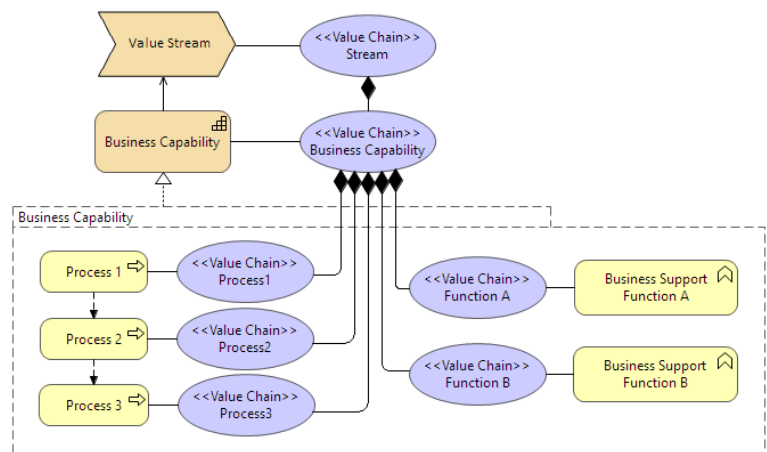 Value Stream
<<Value Chain>>
Stream
Business Capability
<<Value Chain>>
Business Capability
Business Capability
Process 1
<<Value Chain>>
Process1
<<Value Chain>>
Function A
Business Support
Function A
Process 2
<<Value Chain>>
Process2
<<Value Chain>>
Function B
Business Support
Function B
Process 3
<<Value Chain>>
Process3